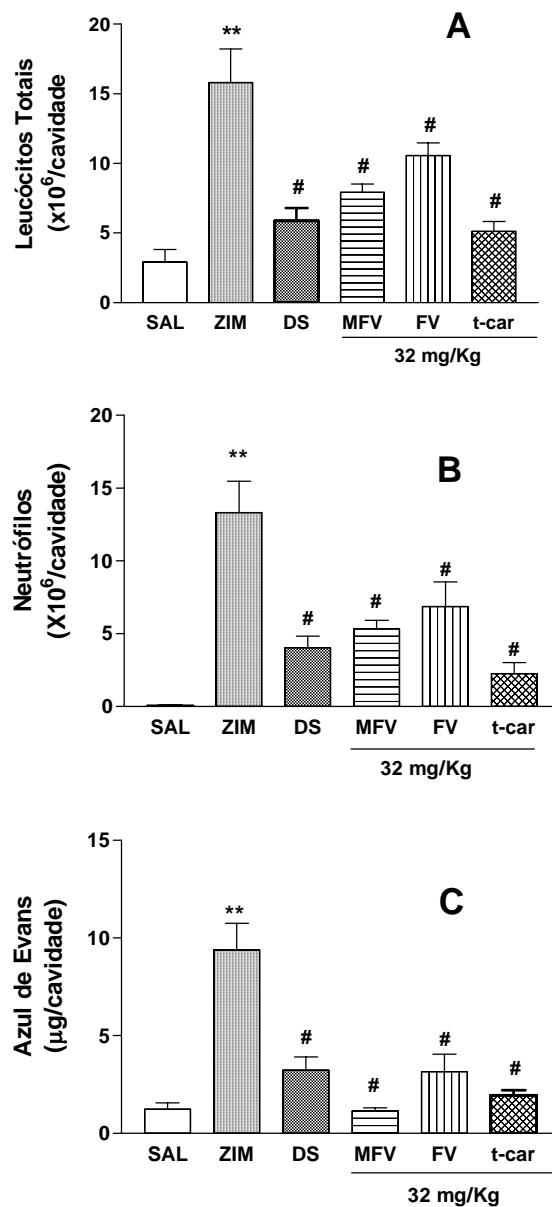 A
Leucócitos Totais
(x10⁶/cavidade)
20
15
10
5
0
**
#
#
#
#
SAL ZIM DS MFV FV t-car
32 mg/Kg
B
Neutrófilos
(X10⁶/cavidade)
20
15
10
5
0
**
#
#
#
#
SAL ZIM DS MFV FV t-car
32 mg/Kg
C
Azul de Evans
(µg/cavidade)
15
10
5
0
**
#
#
#
#
SAL ZIM DS MFV FV t-car
32 mg/Kg